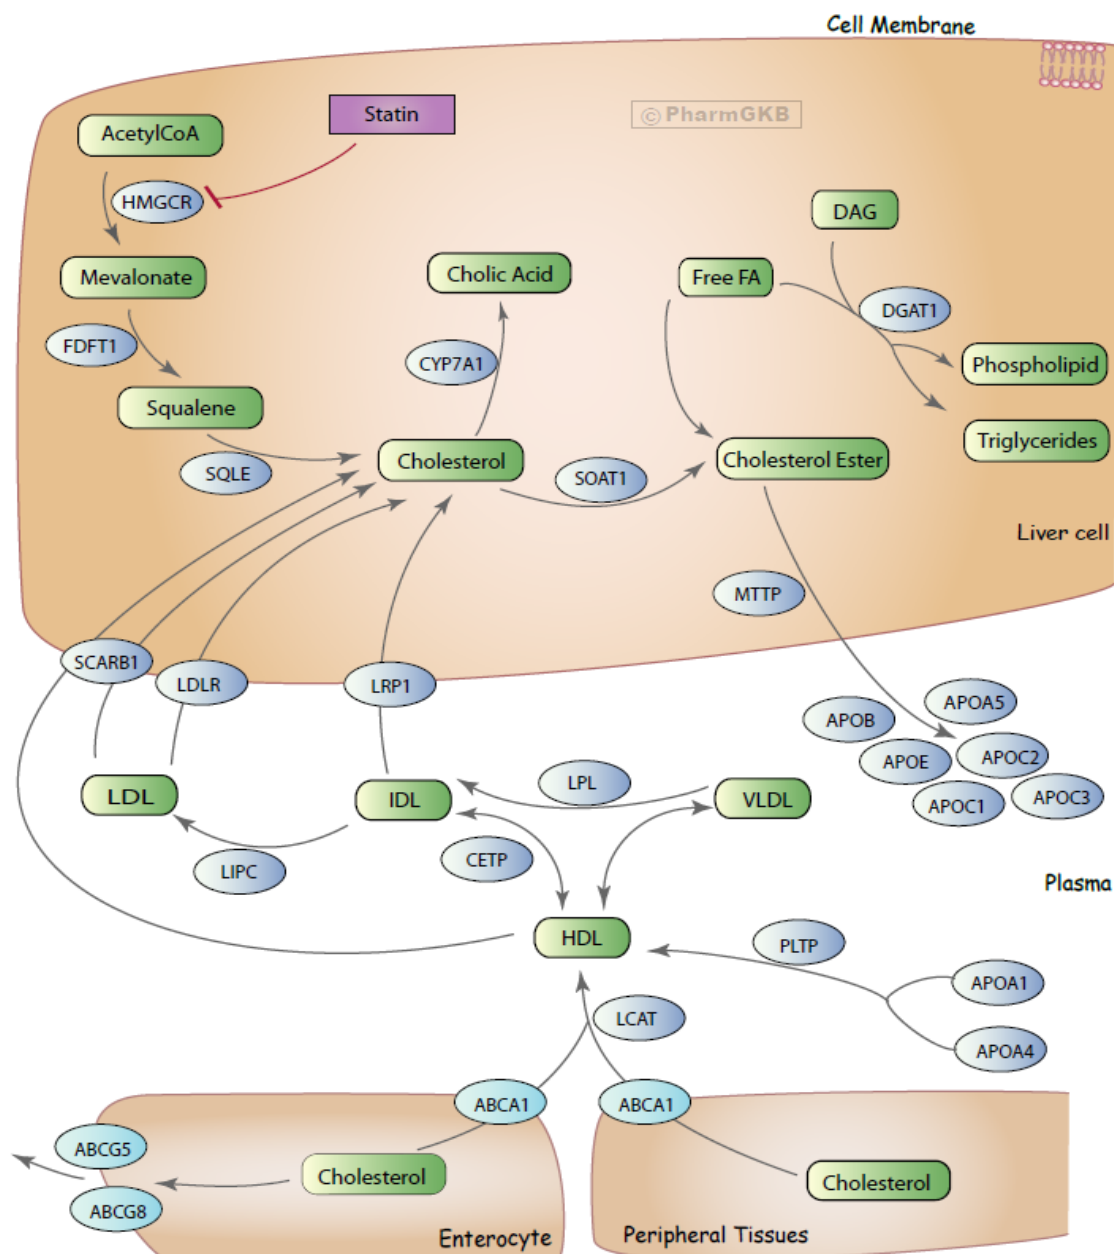 Cell Membrane
Statin
© PharmGKB
AcetylCoA
HMGCR
DAG
Mevalonate
Cholic Acid
Free FA
DGAT1
FDFT1
CYP7A1
Phospholipid
Squalene
Triglycerides
SQLE
Cholesterol
SOAT1
Cholesterol Ester
Liver cell
MTTP
SCARB1
LDLR
LRP1
APOB
APOA5
APOE
APOC2
APOC1
APOC3
LDL
IDL
LPL
VLDL
LIPC
CETP
Plasma
HDL
PLTP
APOA1
LCAT
APOA4
ABCA1
ABCA1
ABCG5
Cholesterol
Cholesterol
ABCG8
Enterocyte
Peripheral Tissues